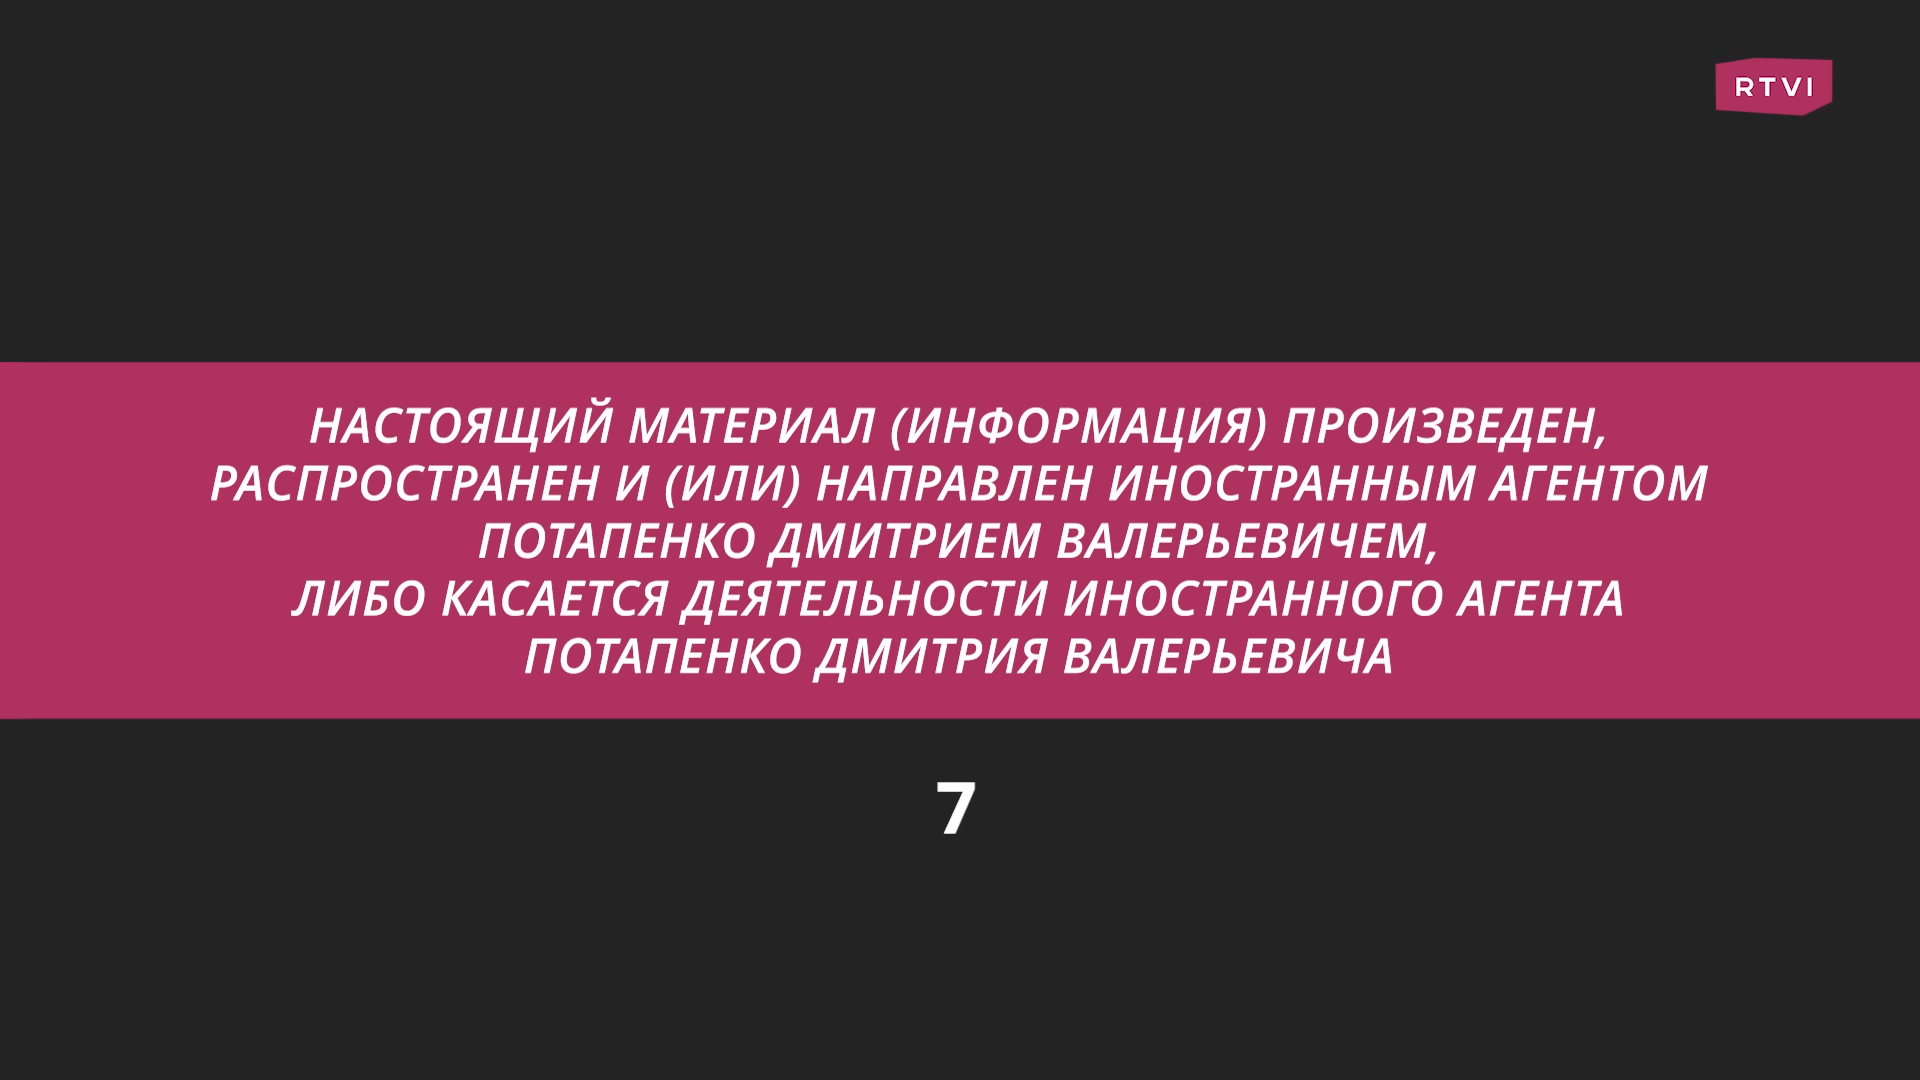 RTVI
НАСТОЯЩИЙ МАТЕРИАЛ (ИНФОРМАЦИЯ) ПРОИЗВЕДЕН,
РАСПРОСТРАНЕН И (ИЛИ) НАПРАВЛЕН ИНОСТРАННЫМ АГЕНТОМ
ПОТАПЕНКО ДМИТРИЕМ ВАЛЕРЬЕВИЧЕМ,
ЛИБО КАСАЕТСЯ ДЕЯТЕЛЬНОСТИ ИНОСТРАННОГО АГЕНТА
ПОТАПЕНКО ДМИТРИЯ ВАЛЕРЬЕВИЧА
7